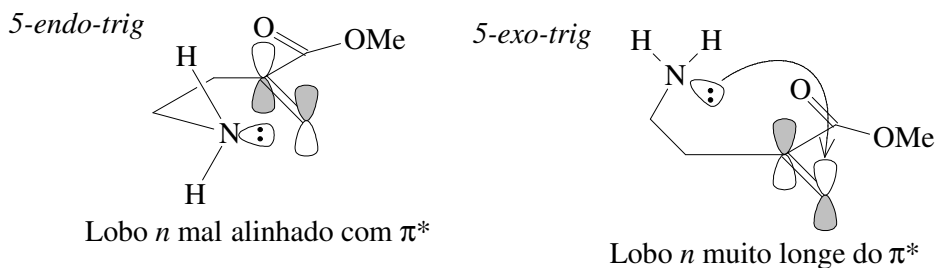 5-endo-trig
H
O
OMe
N
:
H
Lobo n mal alinhado com π*
5-exo-trig
H H
N
:
O
OMe
Lobo n muito longe do π*